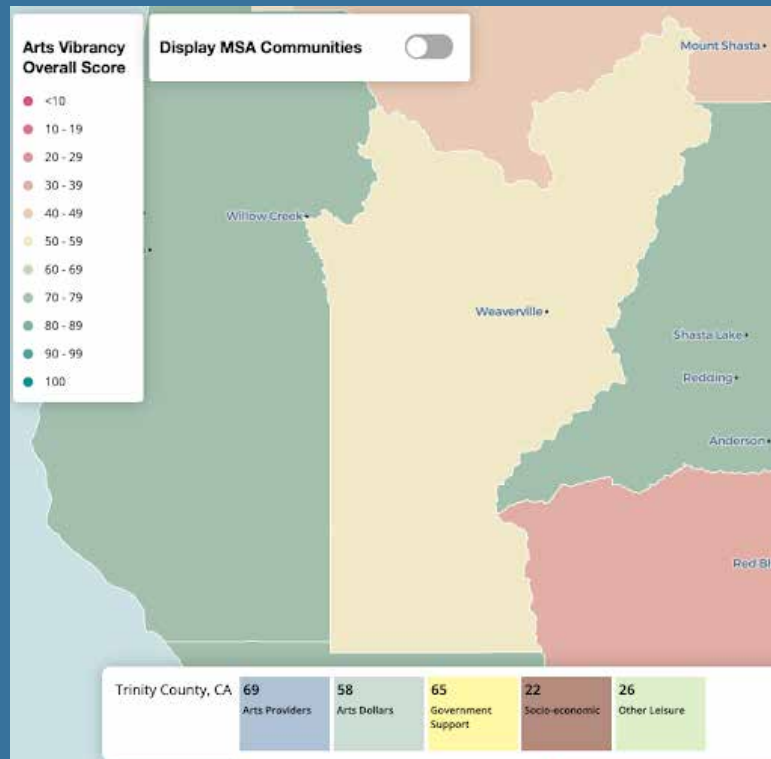 Arts Vibrancy
Overall Score
<10
10 - 19
20 - 29
30 - 39
40 - 49
50 - 59
60 - 69
70 - 79
80 - 89
90 - 99
100
Display MSA Communities
Mount Shasta
Willow Creek
Weaverville
Shasta Lake
Redding
Anderson
Red Bl
Trinity County, CA
69
Arts Providers
58
Arts Dollars
65
Government
Support
22
Socio-economic
26
Other Leisure